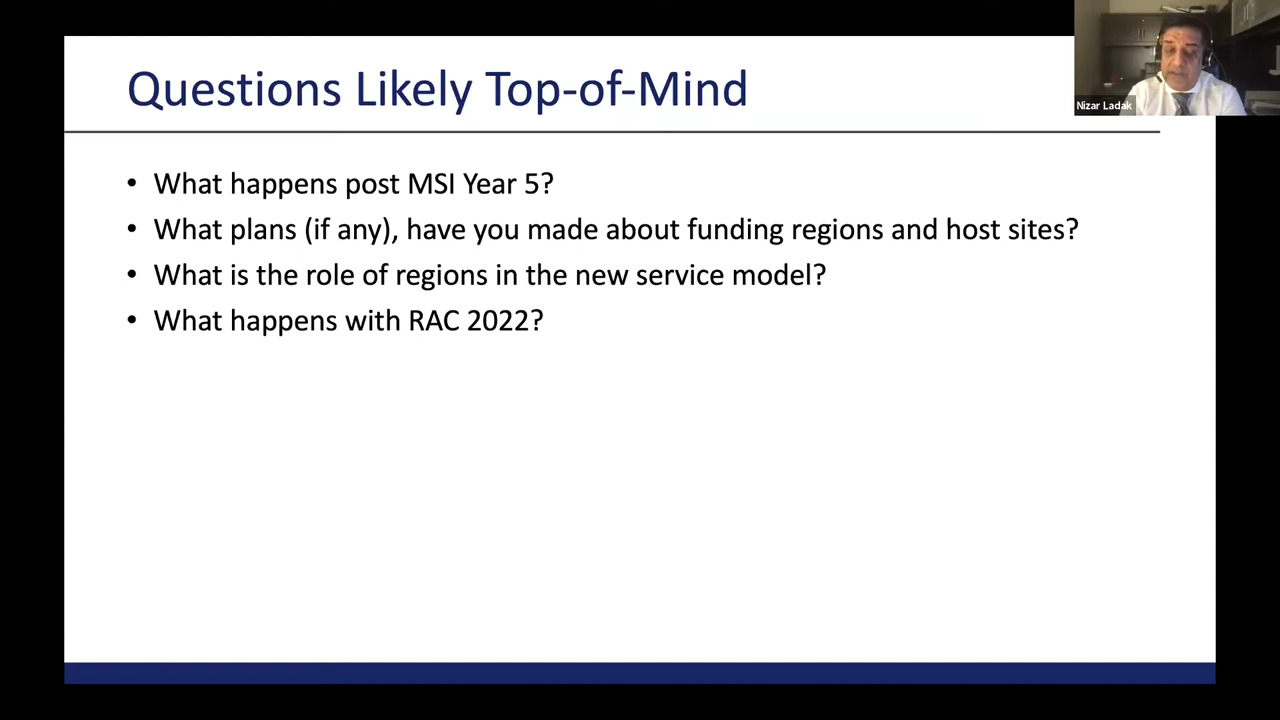 Questions Likely Top-of-Mind
Nizar Ladak
• What happens post MSI Year 5?
• What plans (if any), have you made about funding regions and host sites?
• What is the role of regions in the new service model?
• What happens with RAC 2022?